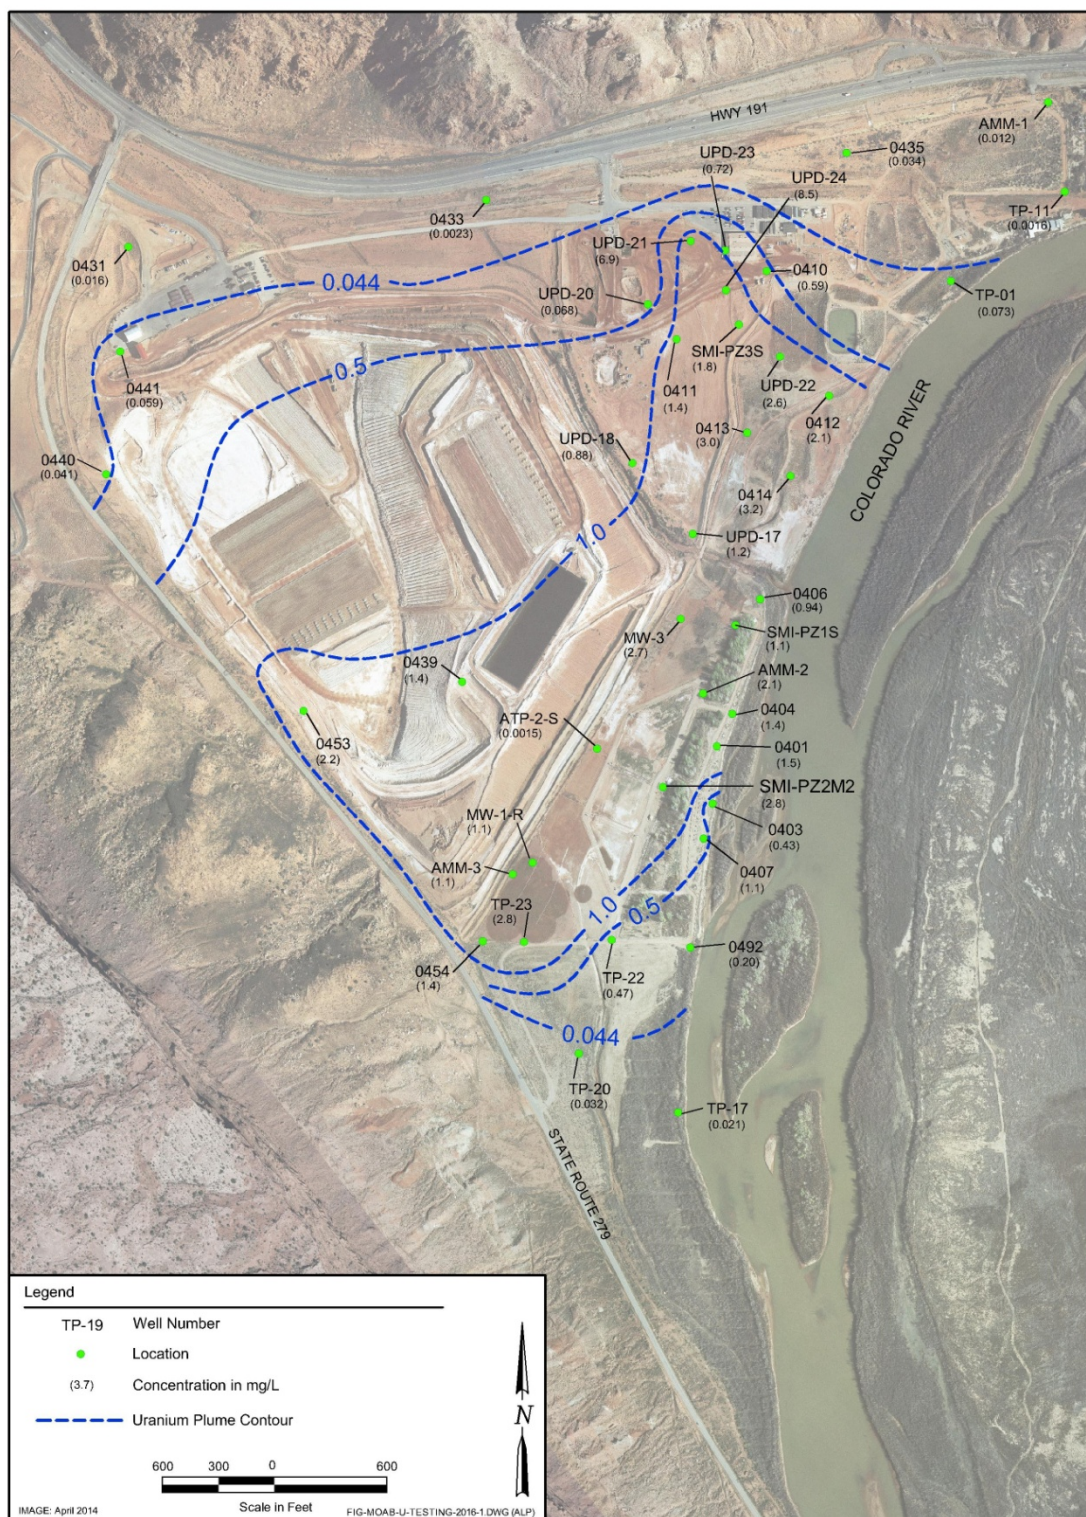 HWY 191
AMM-1
(0.012)
0435
(0.034)
UPD-23
(0.72)
UPD-24
(8.5)
TP-11
(0.0016)
0433
(0.0023)
UPD-21
(6.9)
0431
(0.016)
0410
(0.59)
0.044
TP-01
(0.073)
UPD-20
(0.068)
SMI-PZ3S
(1.8)
0.5
0441
(0.059)
UPD-22
(2.6)
0411
(1.4)
0412
(2.1)
COLORADO RIVER
0413
(3.0)
UPD-18
(0.88)
0440
(0.041)
0414
(3.2)
1.0
UPD-17
(1.2)
0406
(0.94)
SMI-PZ1S
(1.1)
MW-3
(2.7)
0439
(1.4)
AMM-2
(2.1)
0404
(1.4)
ATP-2-S
(0.0015)
0453
(2.2)
0401
(1.5)
SMI-PZ2M2
(2.8)
MW-1-R
(1.1)
0403
(0.43)
AMM-3
(1.1)
0407
(1.1)
TP-23
(2.8)
1.0
0.5
0454
(1.4)
TP-22
(0.47)
0492
(0.20)
0.044
TP-20
(0.032)
TP-17
(0.021)
STATE ROUTE 279
Legend
TP-19 Well Number
Location
(3.7) Concentration in mg/L
Uranium Plume Contour
N
600 300 0 600
Scale in Feet
IMAGE: April 2014 FIG-MOAB-U-TESTING-2016-1.DWG (ALP)